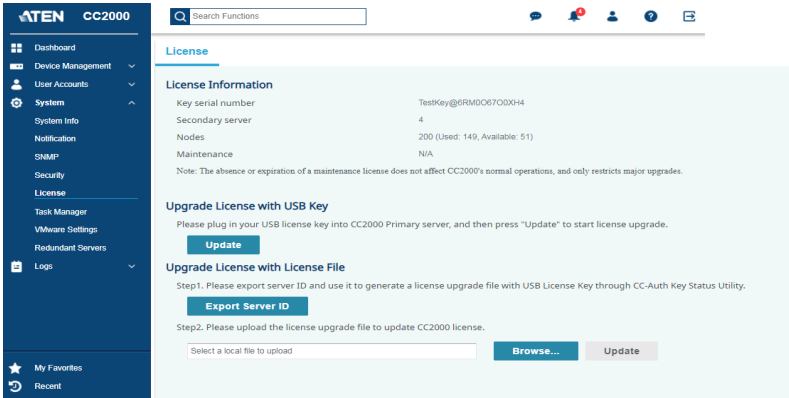 ATEN CC2000
Search Functions
4
Dashboard
Device Management
User Accounts
System
System Info
Notification
SNMP
Security
License
Task Manager
VMware Settings
Redundant Servers
Logs
My Favorites
Recent
License
License Information
Key serial number TestKey@6RM0O67O0XH4
Secondary server 4
Nodes 200 (Used: 149, Available: 51)
Maintenance N/A
Note: The absence or expiration of a maintenance license does not affect CC2000's normal operations, and only restricts major upgrades.
Upgrade License with USB Key
Please plug in your USB license key into CC2000 Primary server, and then press "Update" to start license upgrade.
Update
Upgrade License with License File
Step1. Please export server ID and use it to generate a license upgrade file with USB License Key through CC-Auth Key Status Utility.
Export Server ID
Step2. Please upload the license upgrade file to update CC2000 license.
Select a local file to upload Browse... Update